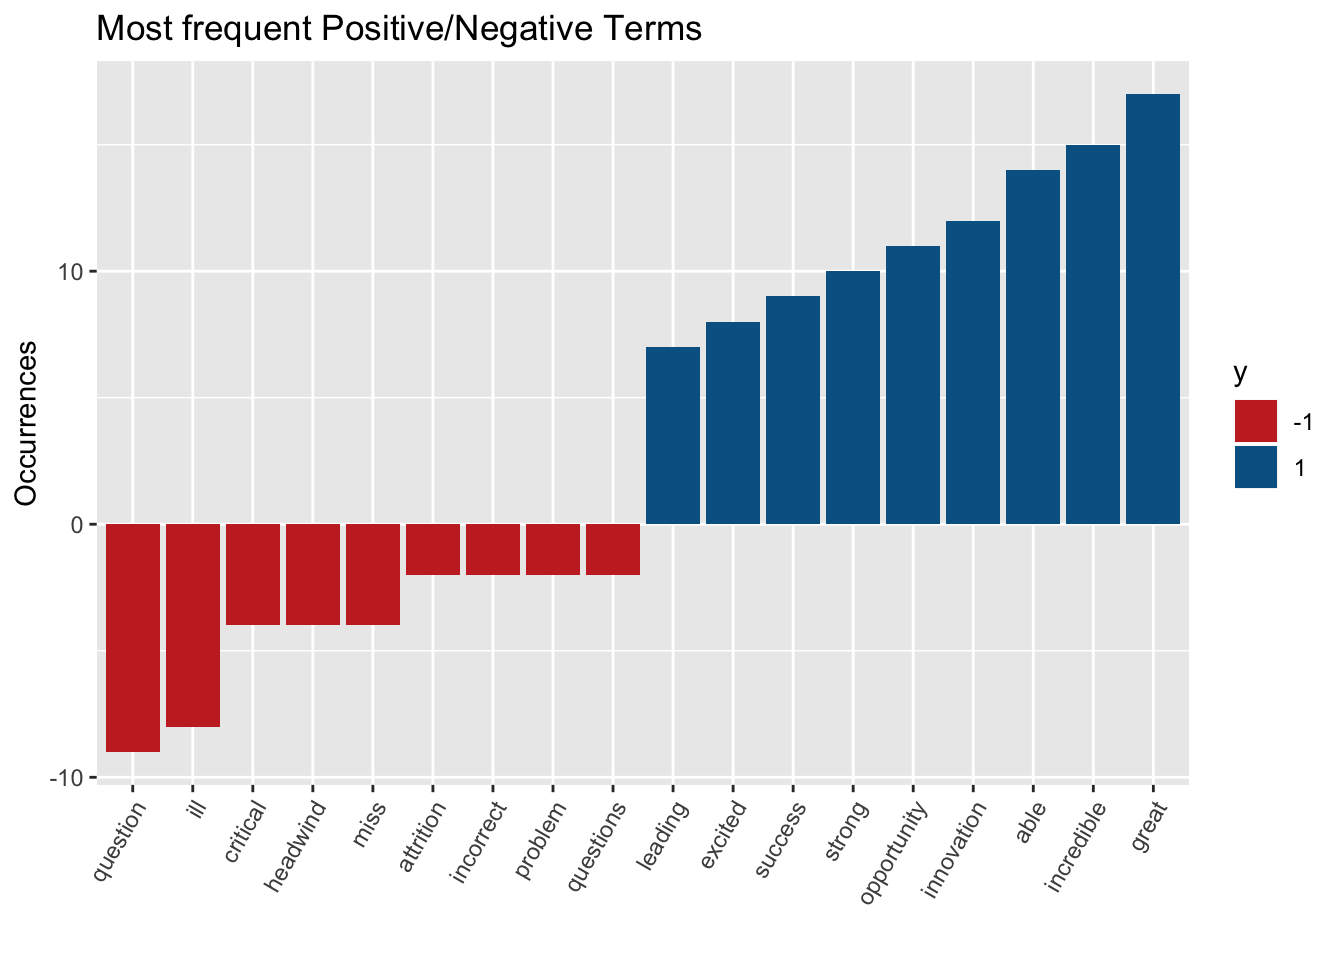 Most frequent Positive/Negative Terms
Occurrences
10
0
-10
question
ill
critical
headwind
miss
attrition
incorrect
problem
questions
leading
excited
success
strong
opportunity
innovation
able
incredible
great
y
-1
1